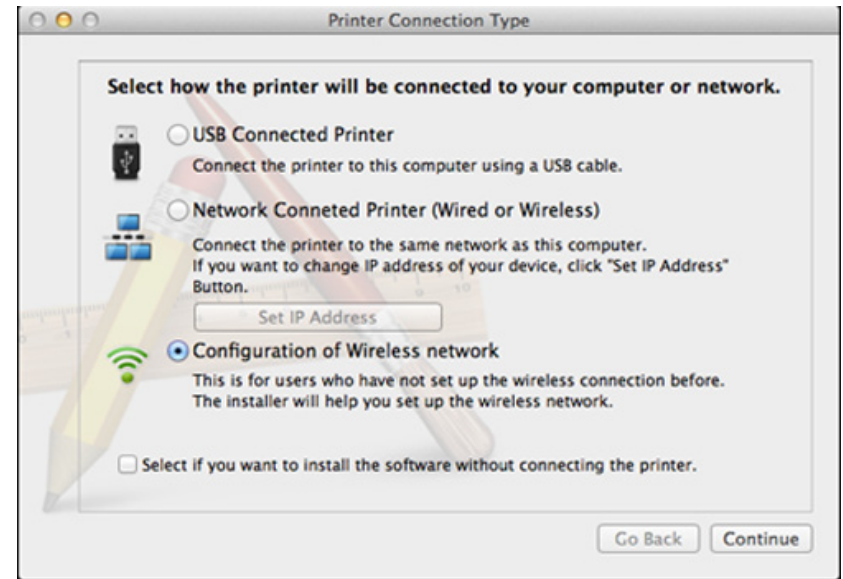 Printer Connection Type
Select how the printer will be connected to your computer or network.
USB Connected Printer
Connect the printer to this computer using a USB cable.
Network Conneted Printer (Wired or Wireless)
Connect the printer to the same network as this computer.
If you want to change IP address of your device, click "Set IP Address"
Button.
Set IP Address
Configuration of Wireless network
This is for users who have not set up the wireless connection before.
The installer will help you set up the wireless network.
Select if you want to install the software without connecting the printer.
Go Back Continue